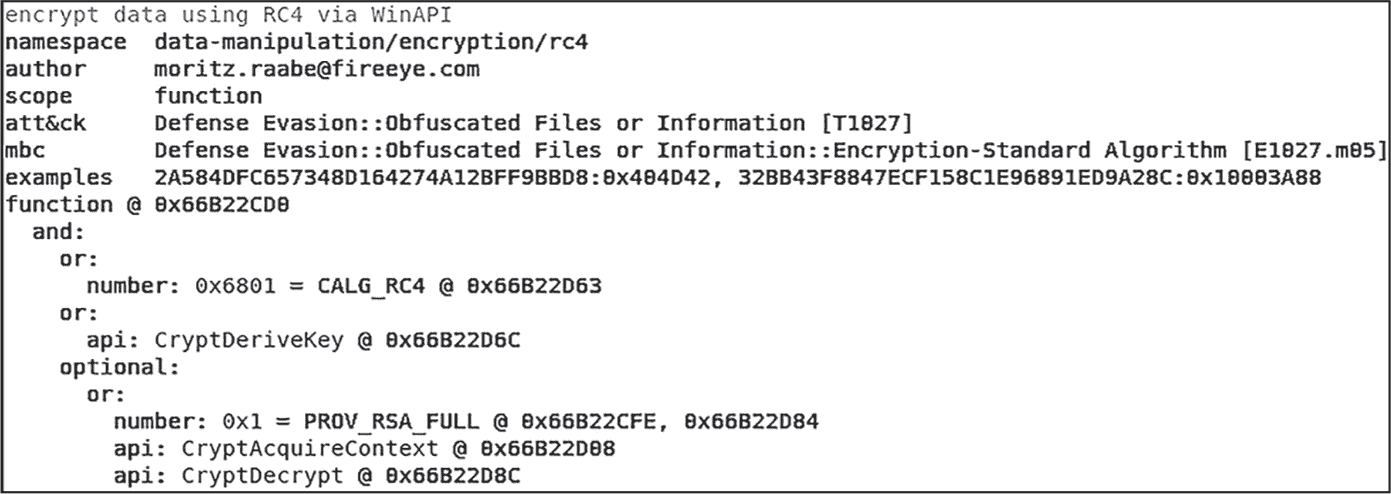 encrypt data using RC4 via WinAPI
namespace data-manipulation/encryption/rc4
author moritz.raabe@fireeye.com
scope function
att&ck Defense Evasion::Obfuscated Files or Information [T1027]
mbc Defense Evasion::Obfuscated Files or Information::Encryption-Standard Algorithm [E1027.m05]
examples 2A584DFC657348D164274A12BFF9BBD8:0x404D42, 32BB43F8847ECF158C1E96891ED9A28C:0x10003A88
function @ 0x66B22CD0
and:
or:
number: 0x6801 = CALG_RC4 @ 0x66B22D63
or:
api: CryptDeriveKey @ 0x66B22D6C
optional:
or:
number: 0x1 = PROV_RSA_FULL @ 0x66B22CFE, 0x66B22D84
api: CryptAcquireContext @ 0x66B22D08
api: CryptDecrypt @ 0x66B22D8C